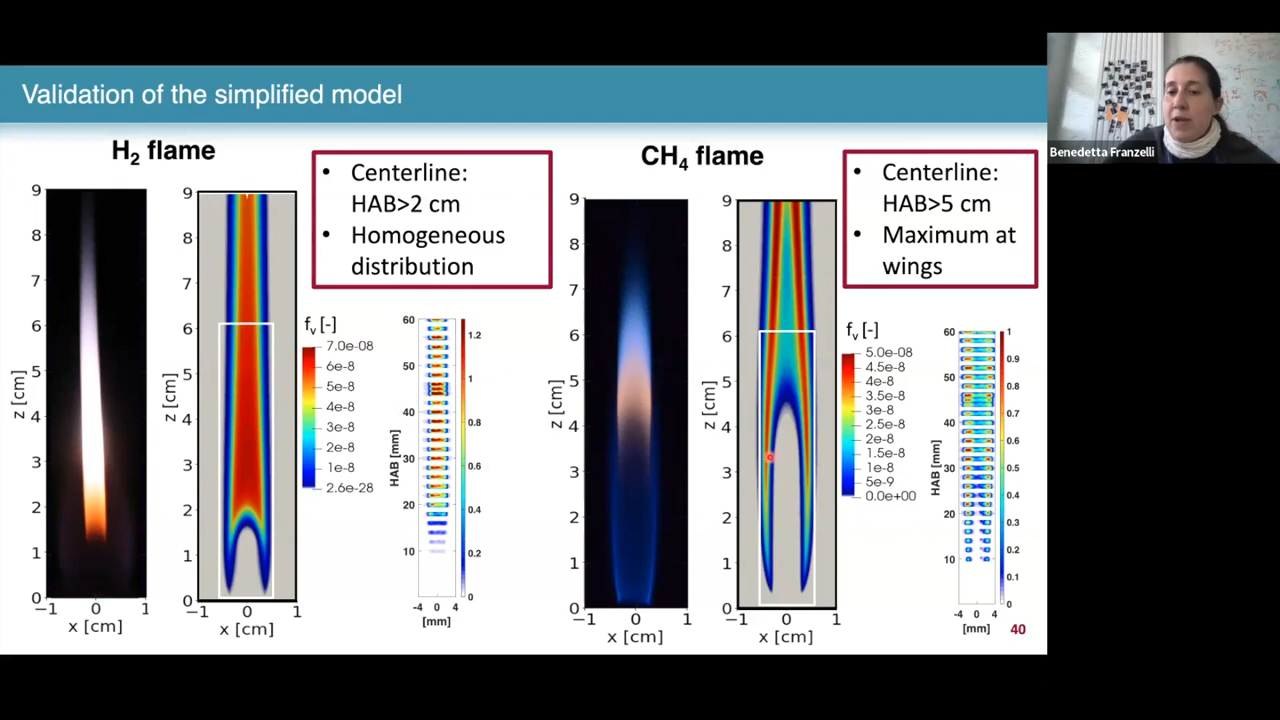 Validation of the simplified model
Benedetta Franzelli
H2 flame
• Centerline:
HAB>2 cm
• Homogeneous
distribution
CH4 flame
• Centerline:
HAB>5 cm
• Maximum at
wings
9
8
7
6
5
4
3
2
1
0
z [cm]
−1 0 1
x [cm]
9
8
7
6
5
4
3
2
1
0
z [cm]
−1 0 1
x [cm]
fv [-]
7.0e-08
6e-8
5e-8
4e-8
3e-8
2e-8
1e-8
2.6e-28
60
50
40
30
20
10
HAB [mm]
-4 0 4
[mm]
1.2
1
0.8
0.6
0.4
0.2
0
9
8
7
6
5
4
3
2
1
0
z [cm]
−1 0 1
x [cm]
9
8
7
6
5
4
3
2
1
0
z [cm]
−1 0 1
x [cm]
fv [-]
5.0e-08
4.5e-8
4e-8
3.5e-8
3e-8
2.5e-8
2e-8
1.5e-8
1e-8
5e-9
0.0e+00
60
50
40
30
20
10
HAB [mm]
-4 0 4
[mm]
1
0.9
0.8
0.7
0.6
0.5
0.4
0.3
0.2
0.1
0
40